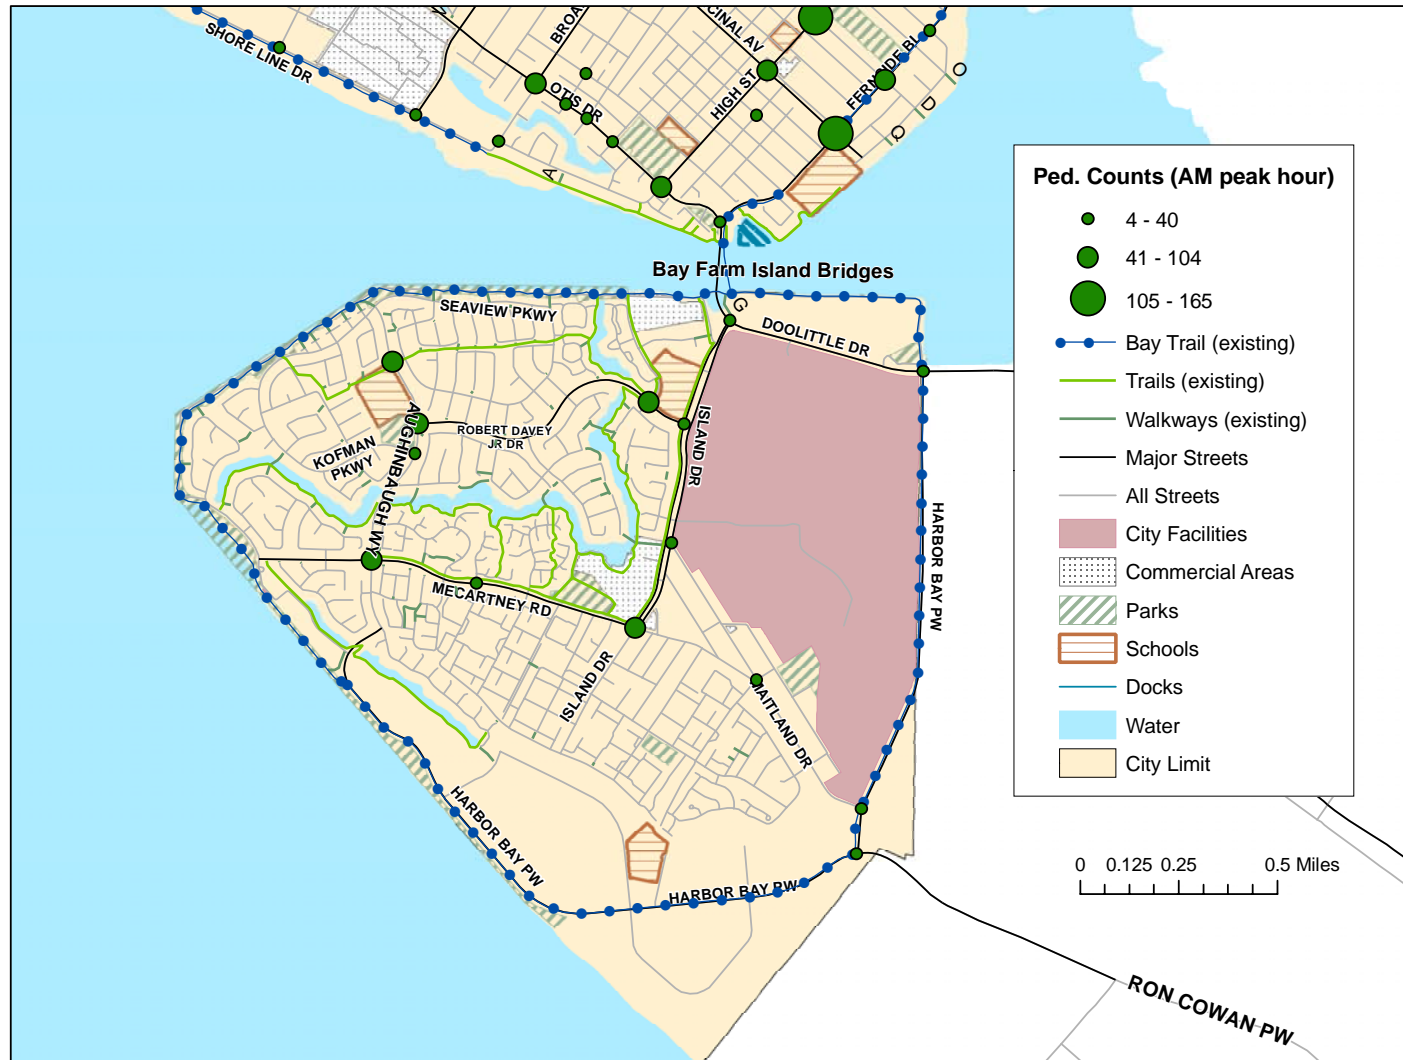 SHORE LINE DR
BROA
CINAL AV
OTIS DR
HIGH ST
FERNSIDE BL
O
D
Q
A
Bay Farm Island Bridges
G
SEAVIEW PKWY
DOOLITTLE DR
ISLAND DR
ROBERT DAVEY
JR DR
AUGHINBAUGH WY
KOFMAN
PKWY
MECARTNEY RD
ISLAND DR
MAITLAND DR
HARBOR BAY PW
HARBOR BAY PW
HARBOR BAY PW
RON COWAN PW
Ped. Counts (AM peak hour)
4 - 40
41 - 104
105 - 165
Bay Trail (existing)
Trails (existing)
Walkways (existing)
Major Streets
All Streets
City Facilities
Commercial Areas
Parks
Schools
Docks
Water
City Limit
0 0.125 0.25 0.5 Miles